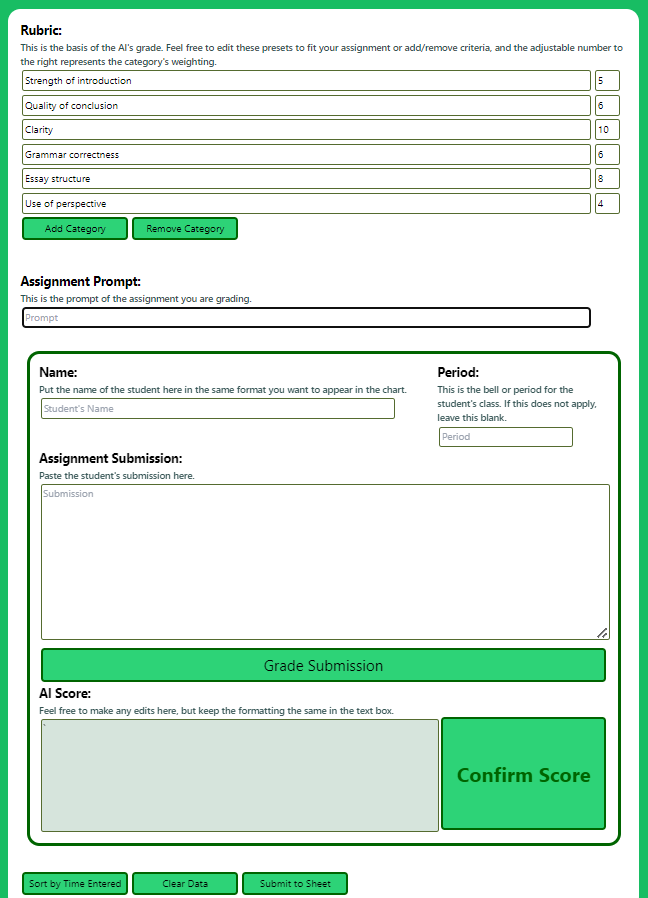 Rubric:
This is the basis of the AI's grade. Feel free to edit these presets to fit your assignment or add/remove criteria, and the adjustable number to
the right represents the category's weighting.
Strength of introduction 5
Quality of conclusion 6
Clarity 10
Grammar correctness 6
Essay structure 8
Use of perspective 4
Add Category Remove Category
Assignment Prompt:
This is the prompt of the assignment you are grading.
Prompt
Name:
Put the name of the student here in the same format you want to appear in the chart.
Student's Name
Period:
This is the bell or period for the
student's class. If this does not apply,
leave this blank.
Period
Assignment Submission:
Paste the student's submission here.
Submission
Grade Submission
AI Score:
Feel free to make any edits here, but keep the formatting the same in the text box.
Confirm Score
Sort by Time Entered Clear Data Submit to Sheet